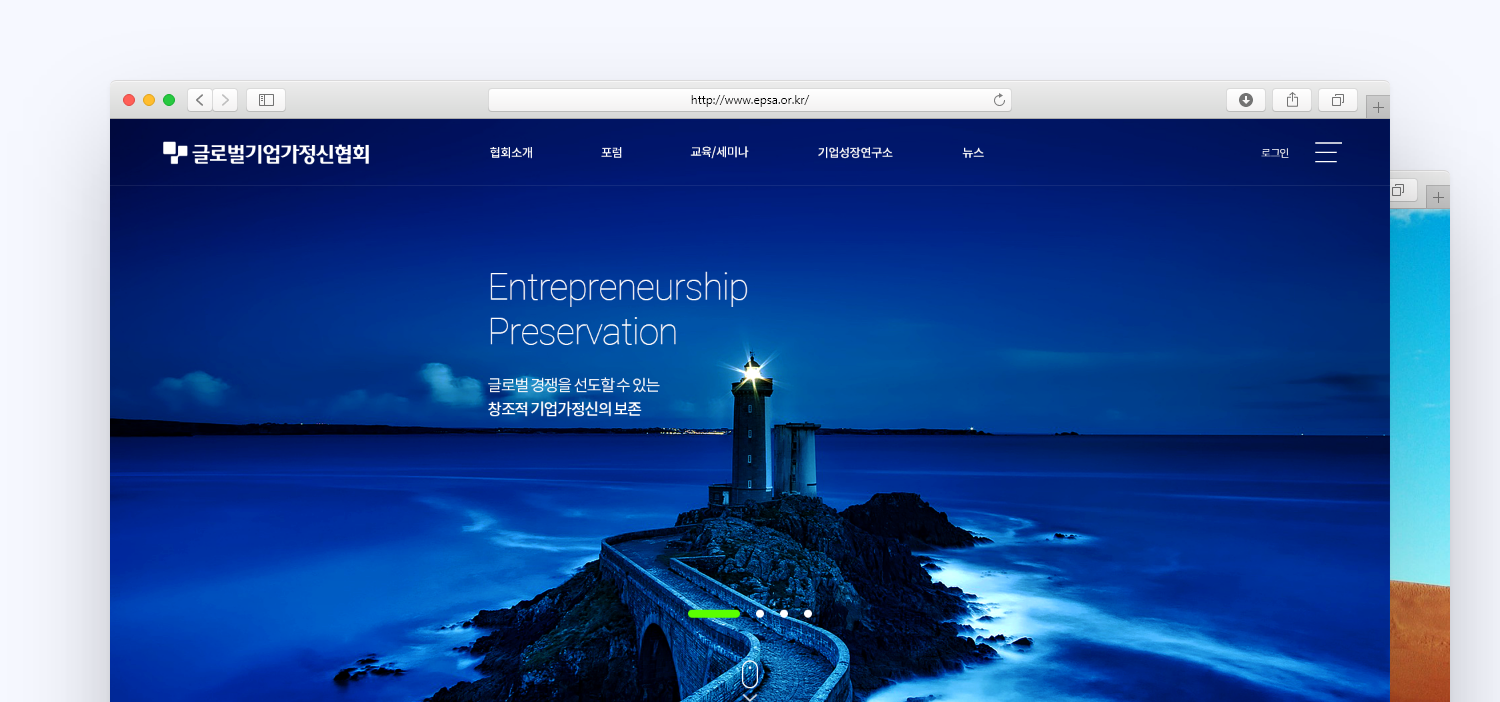 http://www.epsa.or.kr/
글로벌기업가정신협회
협회소개
포럼
교육/세미나
기업성장연구소
뉴스
로그인
Entrepreneurship
Preservation
글로벌 경쟁을 선도할 수 있는
창조적 기업가정신의 보존